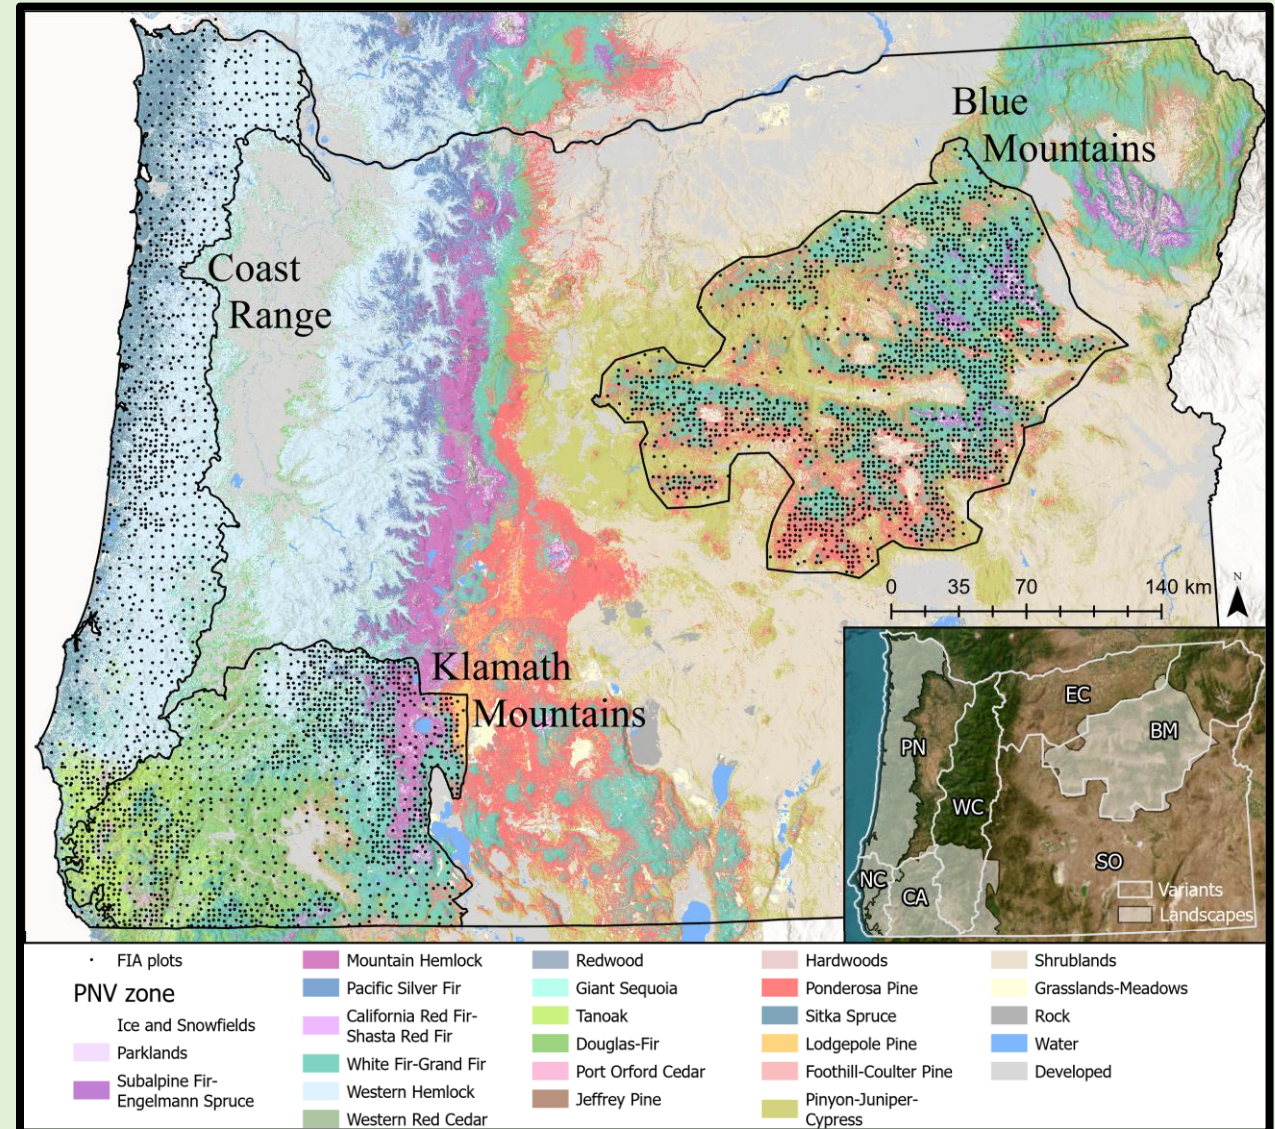 Blue
Mountains
Coast
Range
Klamath
Mountains
0 35 70 140 km
N
EC
BM
PN
WC
SO
NC
CA
Variants
Landscapes
FIA plots
PNV zone
Ice and Snowfields
Parklands
Subalpine Fir-
Engelmann Spruce
Mountain Hemlock
Pacific Silver Fir
California Red Fir-
Shasta Red Fir
White Fir-Grand Fir
Western Hemlock
Western Red Cedar
Redwood
Giant Sequoia
Tanoak
Douglas-Fir
Port Orford Cedar
Jeffrey Pine
Hardwoods
Ponderosa Pine
Sitka Spruce
Lodgepole Pine
Foothill-Coulter Pine
Pinyon-Juniper-
Cypress
Shrublands
Grasslands-Meadows
Rock
Water
Developed